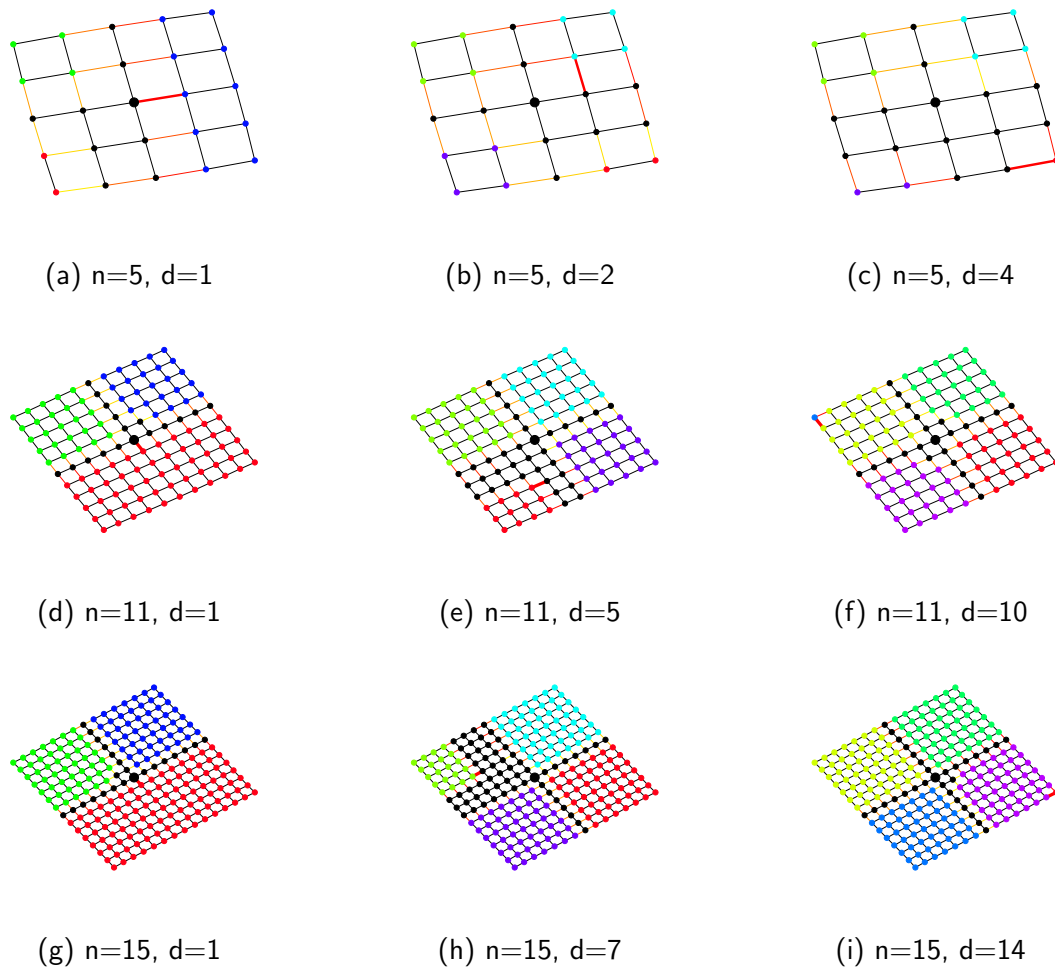 (a) n=5, d=1
(b) n=5, d=2
(c) n=5, d=4
(d) n=11, d=1
(e) n=11, d=5
(f) n=11, d=10
(g) n=15, d=1
(h) n=15, d=7
(i) n=15, d=14